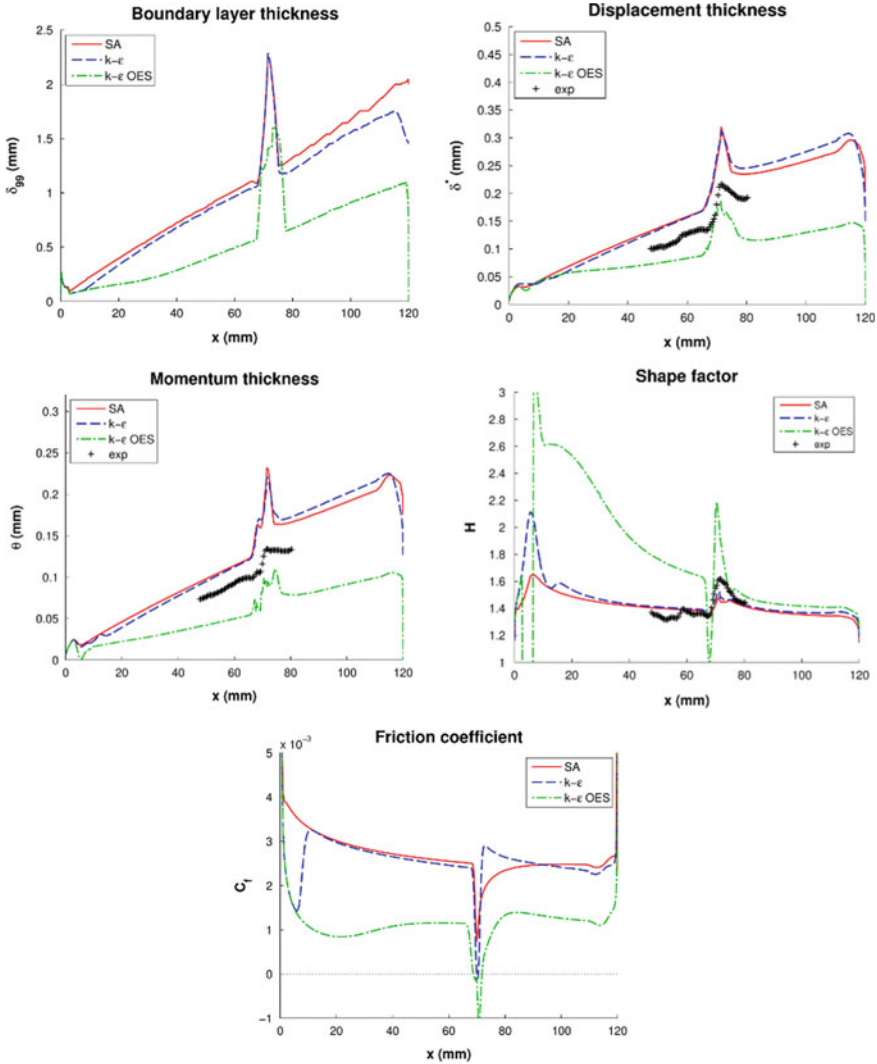 Boundary layer thickness
2.5
2
1.5
1
0.5
0
δ99 (mm)
SA
k−ε
k−ε OES
0 20 40 60 80 100 120
x (mm)
Displacement thickness
0.5
0.45
0.4
0.35
0.3
0.25
0.2
0.15
0.1
0.05
0
δ* (mm)
SA
k−ε
k−ε OES
exp
0 20 40 60 80 100 120
x (mm)
Momentum thickness
0.3
0.25
0.2
0.15
0.1
0.05
0
θ (mm)
SA
k−ε
k−ε OES
exp
0 20 40 60 80 100 120
x (mm)
Shape factor
3
2.8
2.6
2.4
2.2
2
1.8
1.6
1.4
1.2
1
H
SA
k−ε
k−ε OES
exp
0 20 40 60 80 100 120
x (mm)
Friction coefficient
x 10−3
5
4
3
2
1
0
−1
Cf
SA
k−ε
k−ε OES
0 20 40 60 80 100 120
x (mm)